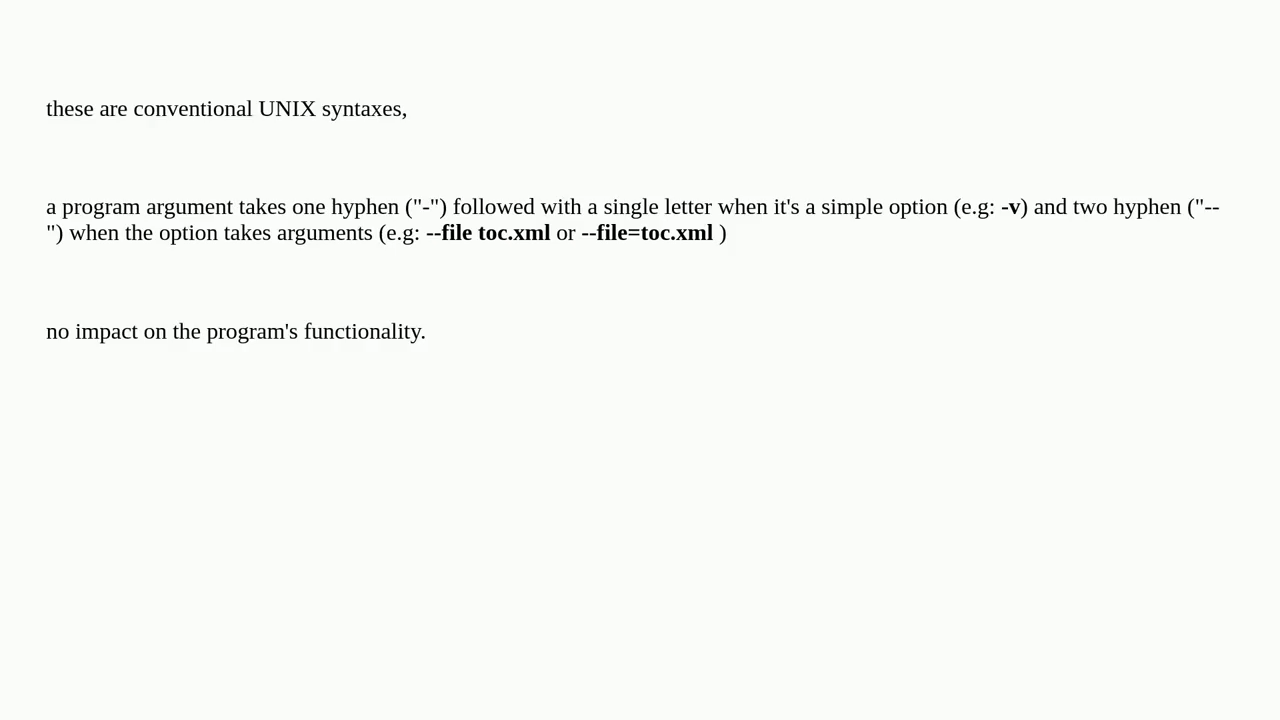 these are conventional UNIX syntaxes,
a program argument takes one hyphen ("-") followed with a single letter when it's a simple option (e.g: -v) and two hyphen ("--
") when the option takes arguments (e.g: --file toc.xml or --file=toc.xml )
no impact on the program's functionality.